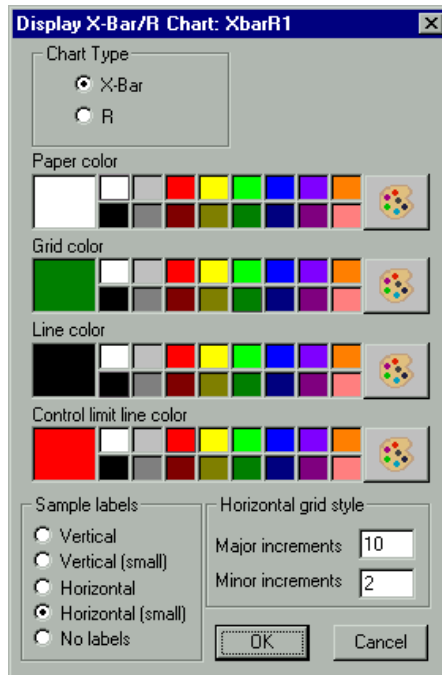 Display X-Bar/R Chart: XbarR1
Chart Type
X-Bar
R
Paper color
Grid color
Line color
Control limit line color
Sample labels
Vertical
Vertical (small)
Horizontal
Horizontal (small)
No labels
Horizontal grid style
Major increments 10
Minor increments 2
OK
Cancel